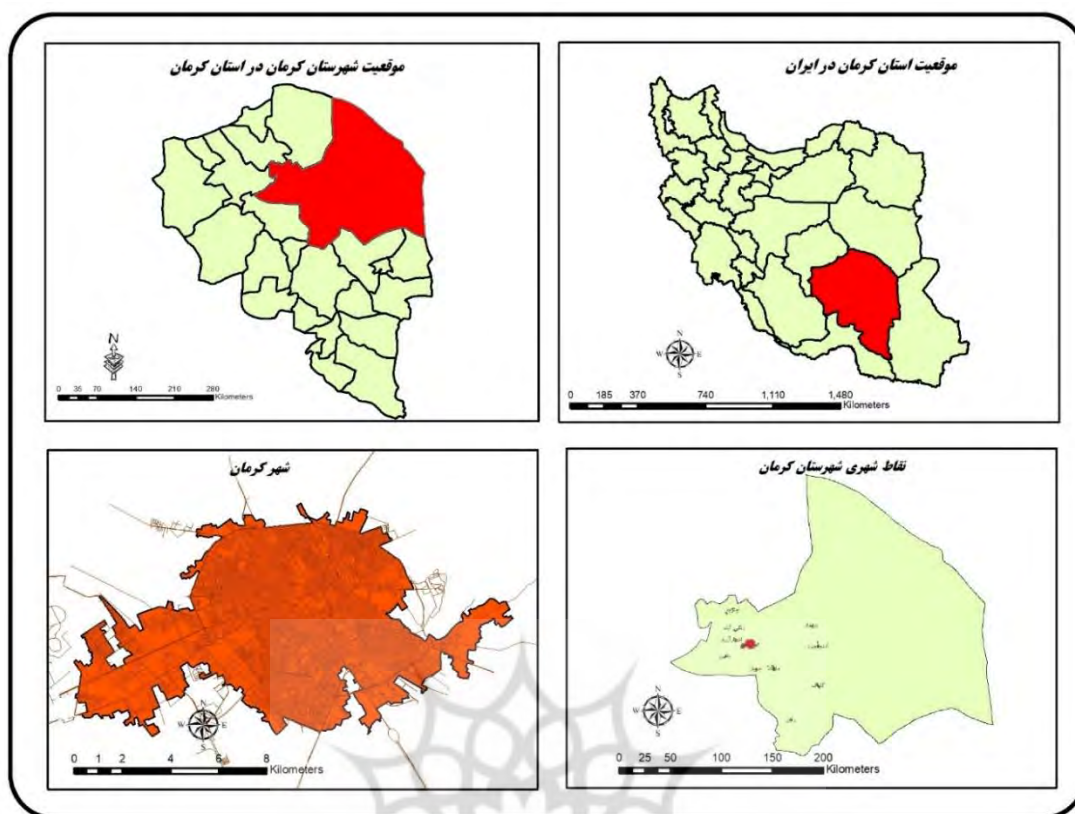 موقعیت استان کرمان در ایران
N
W E
S
0 185 370 740 1,110 1,480
Kilometers
موقعیت شهرستان کرمان در استان کرمان
N
0 35 70 140 210 280
Kilometers
نقاط شهری شهرستان کرمان
N
W E
S
0 25 50 100 150 200
Kilometers
شهر کرمان
N
W E
S
0 1 2 4 6 8
Kilometers